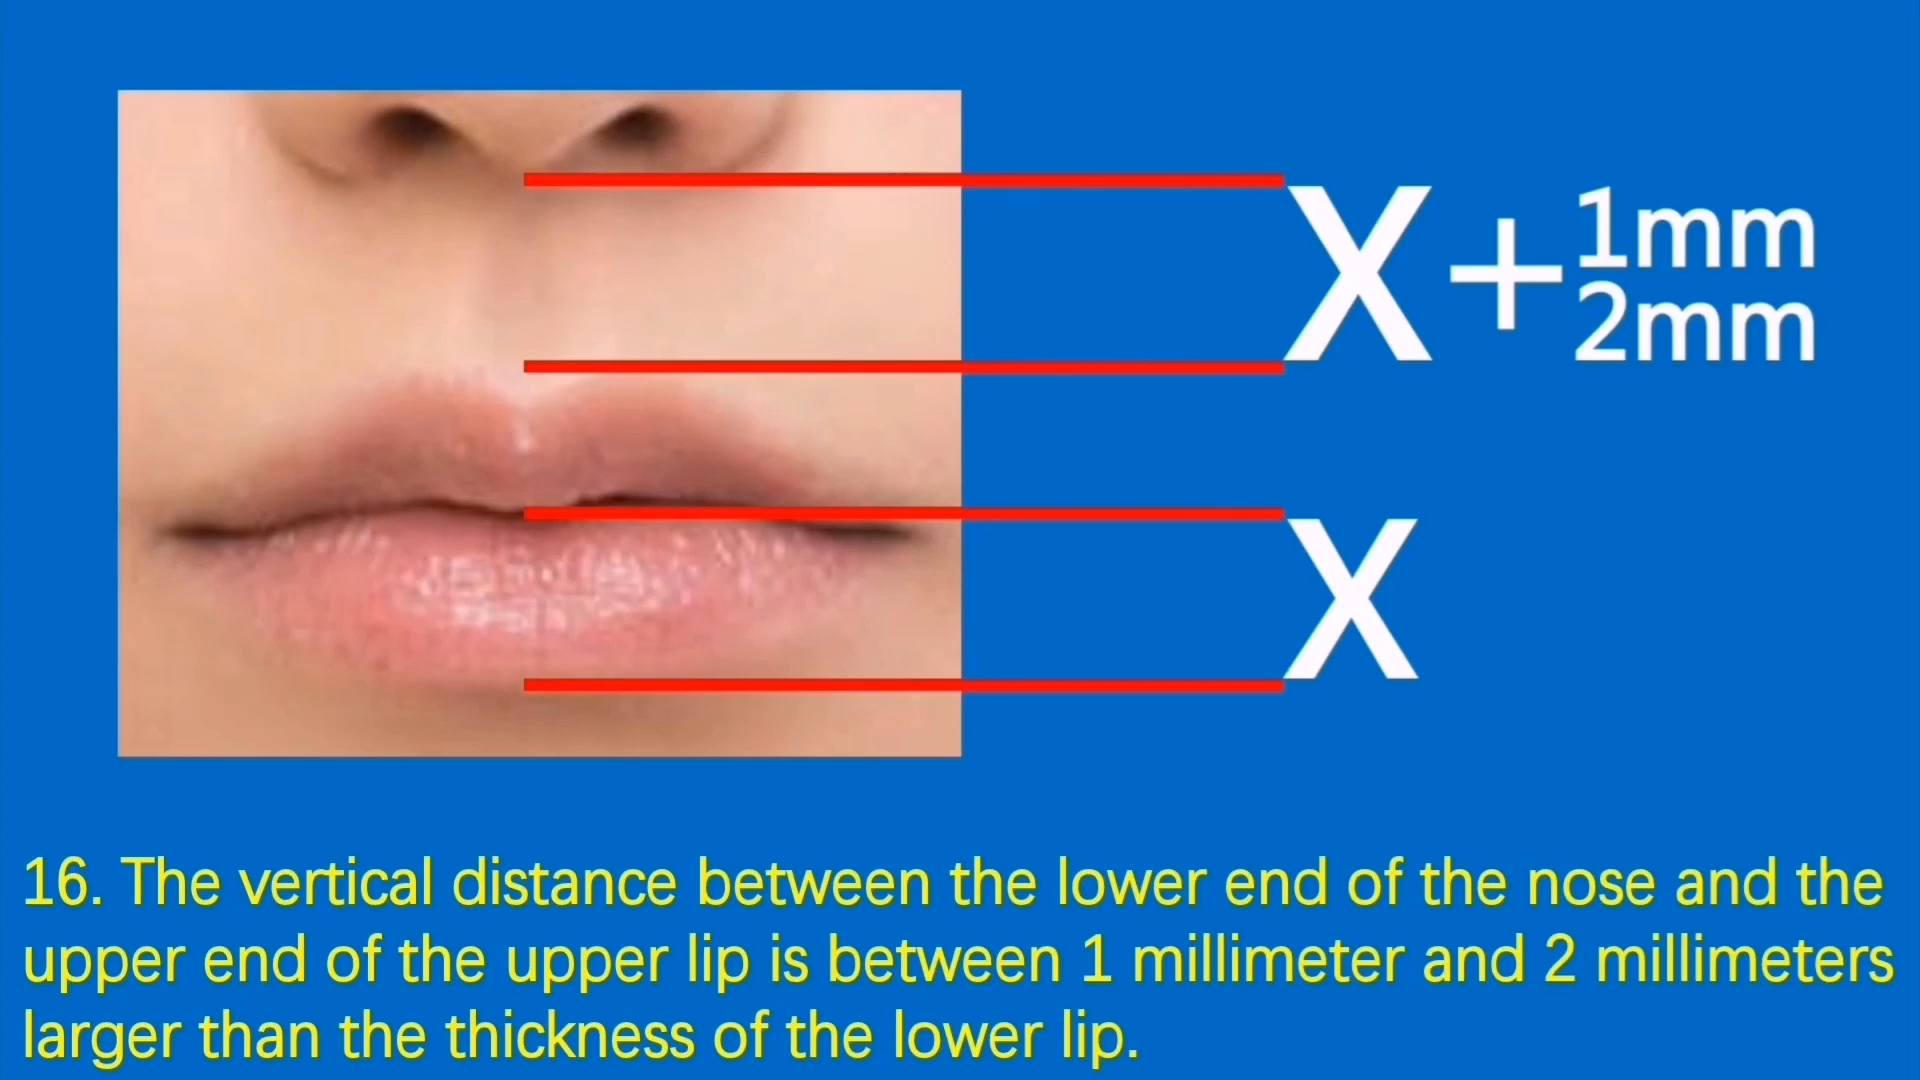 X+1mm
2mm
X
16. The vertical distance between the lower end of the nose and the
upper end of the upper lip is between 1 millimeter and 2 millimeters
larger than the thickness of the lower lip.